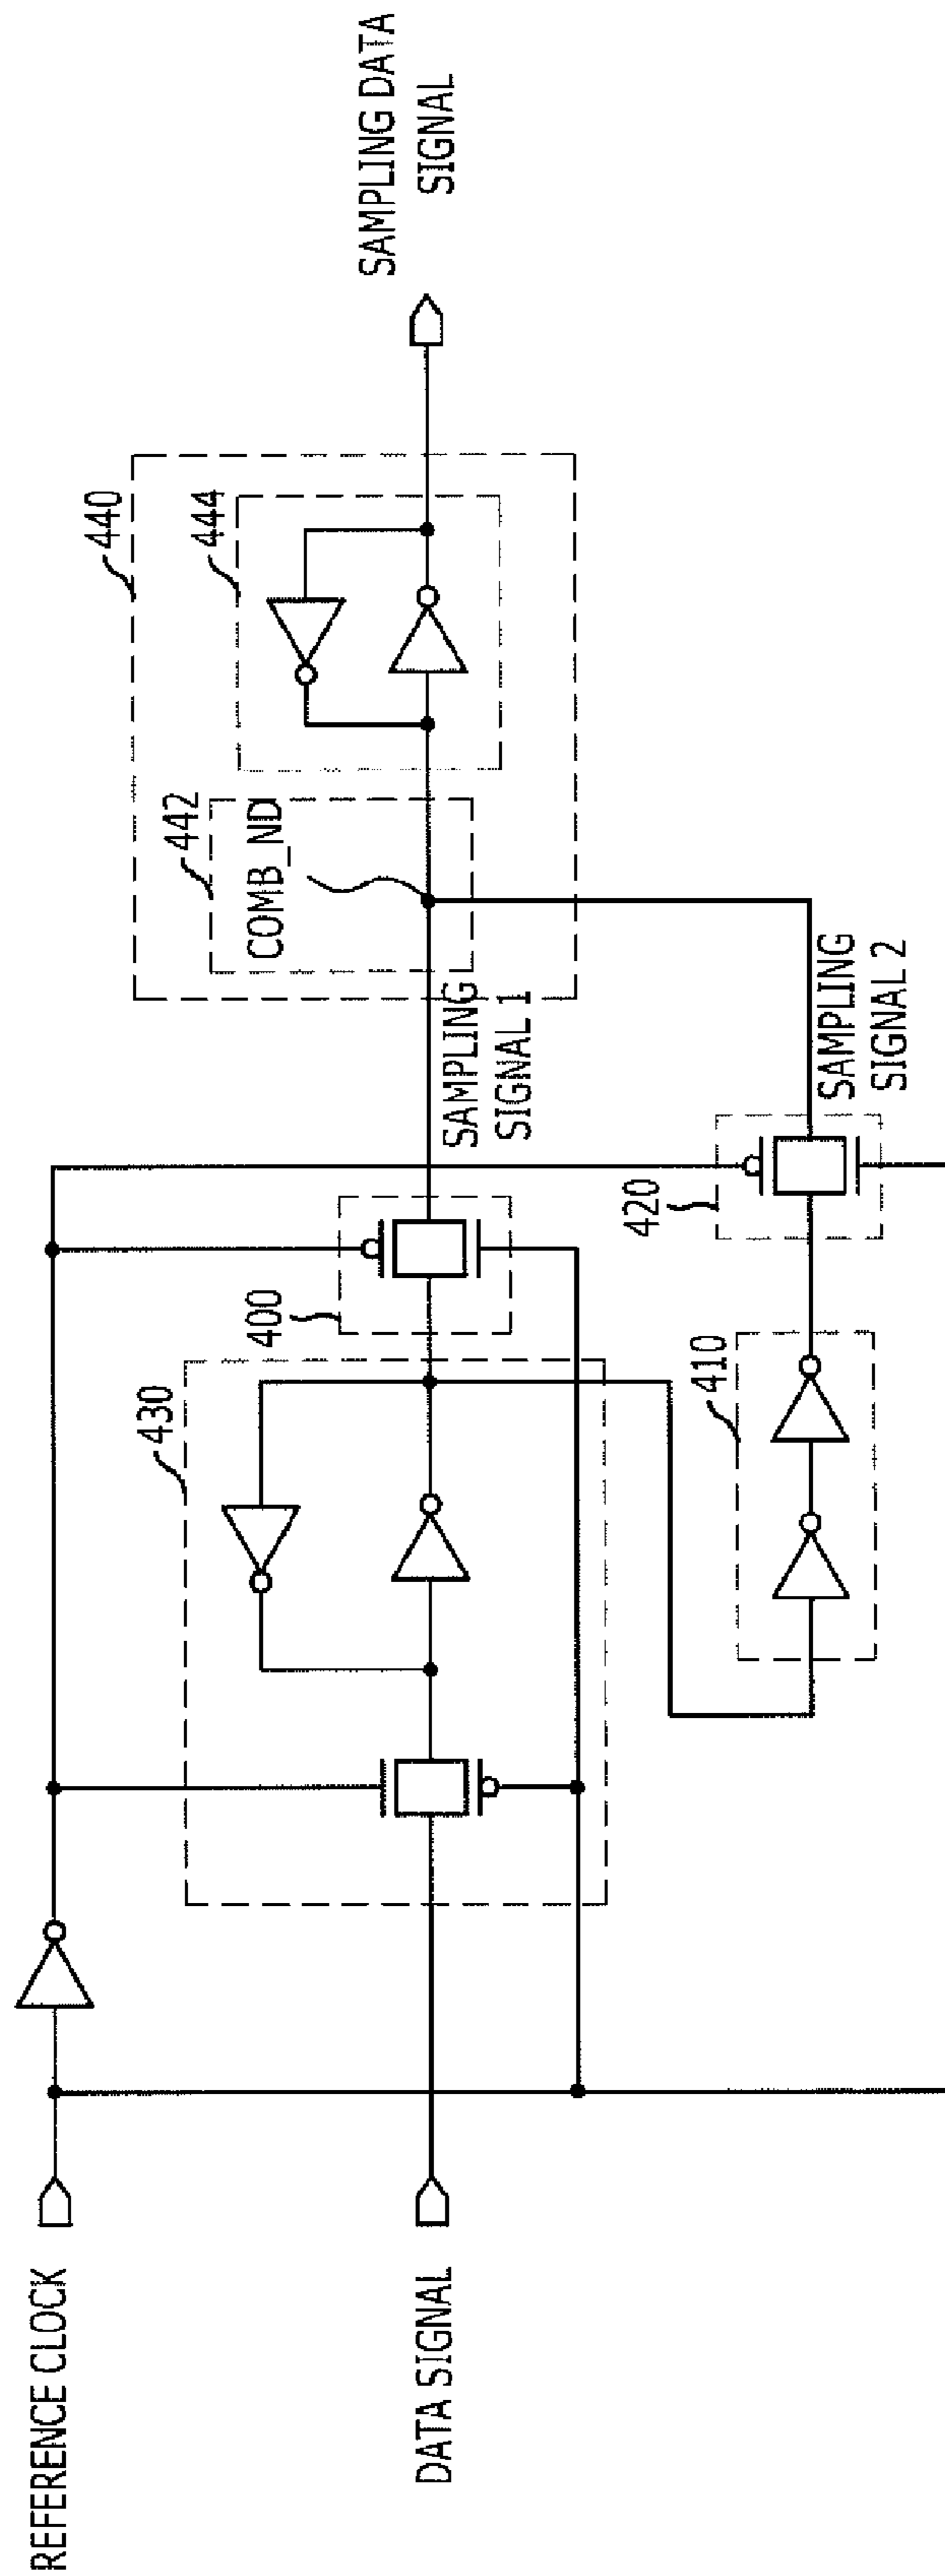 REFERENCE CLOCK
DATA SIGNAL
430
400
410
420
SAMPLING
SIGNAL 1
SAMPLING
SIGNAL 2
440
442
COMB_ND
444
SAMPLING DATA
SIGNAL